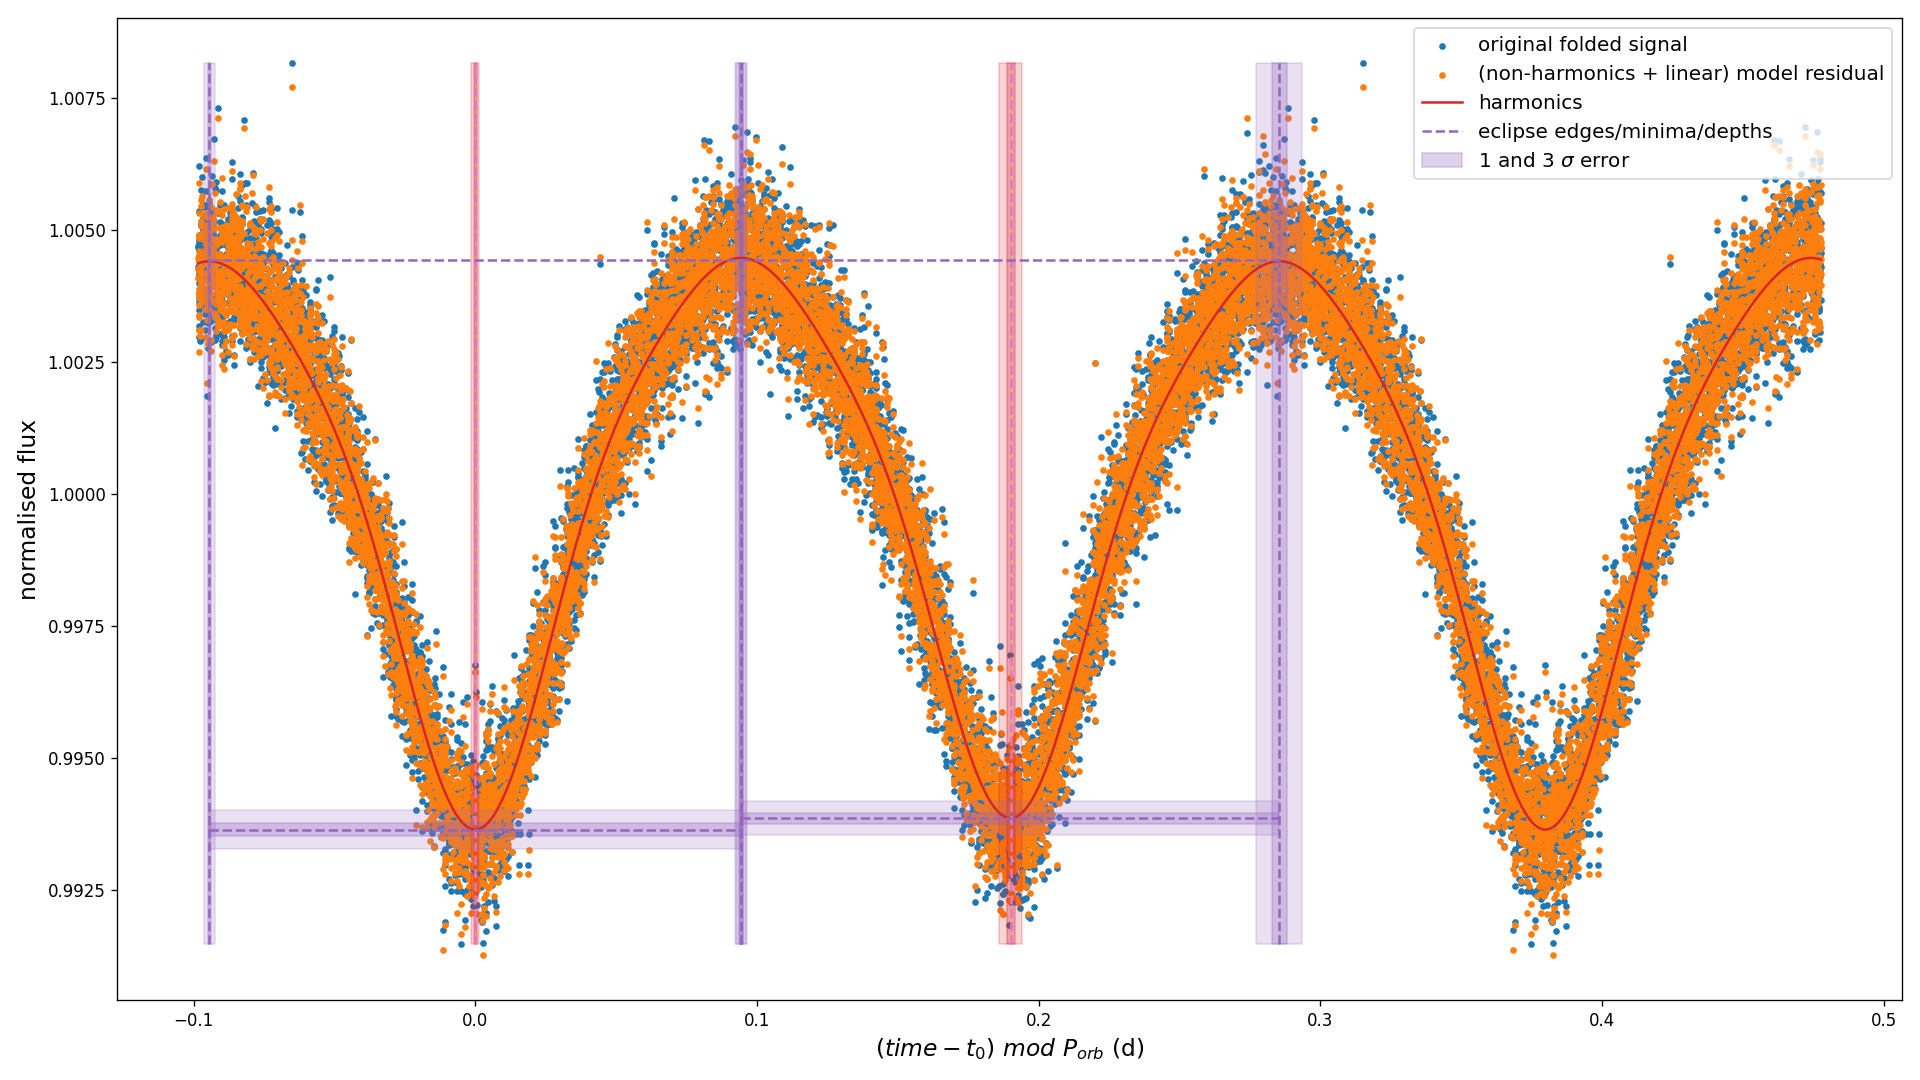 original folded signal
(non-harmonics + linear) model residual
harmonics
eclipse edges/minima/depths
1 and 3 σ error
normalised flux
1.0075
1.0050
1.0025
1.0000
0.9975
0.9950
0.9925
−0.1
0.0
0.1
0.2
0.3
0.4
0.5
(time − t₀) mod P_orb (d)